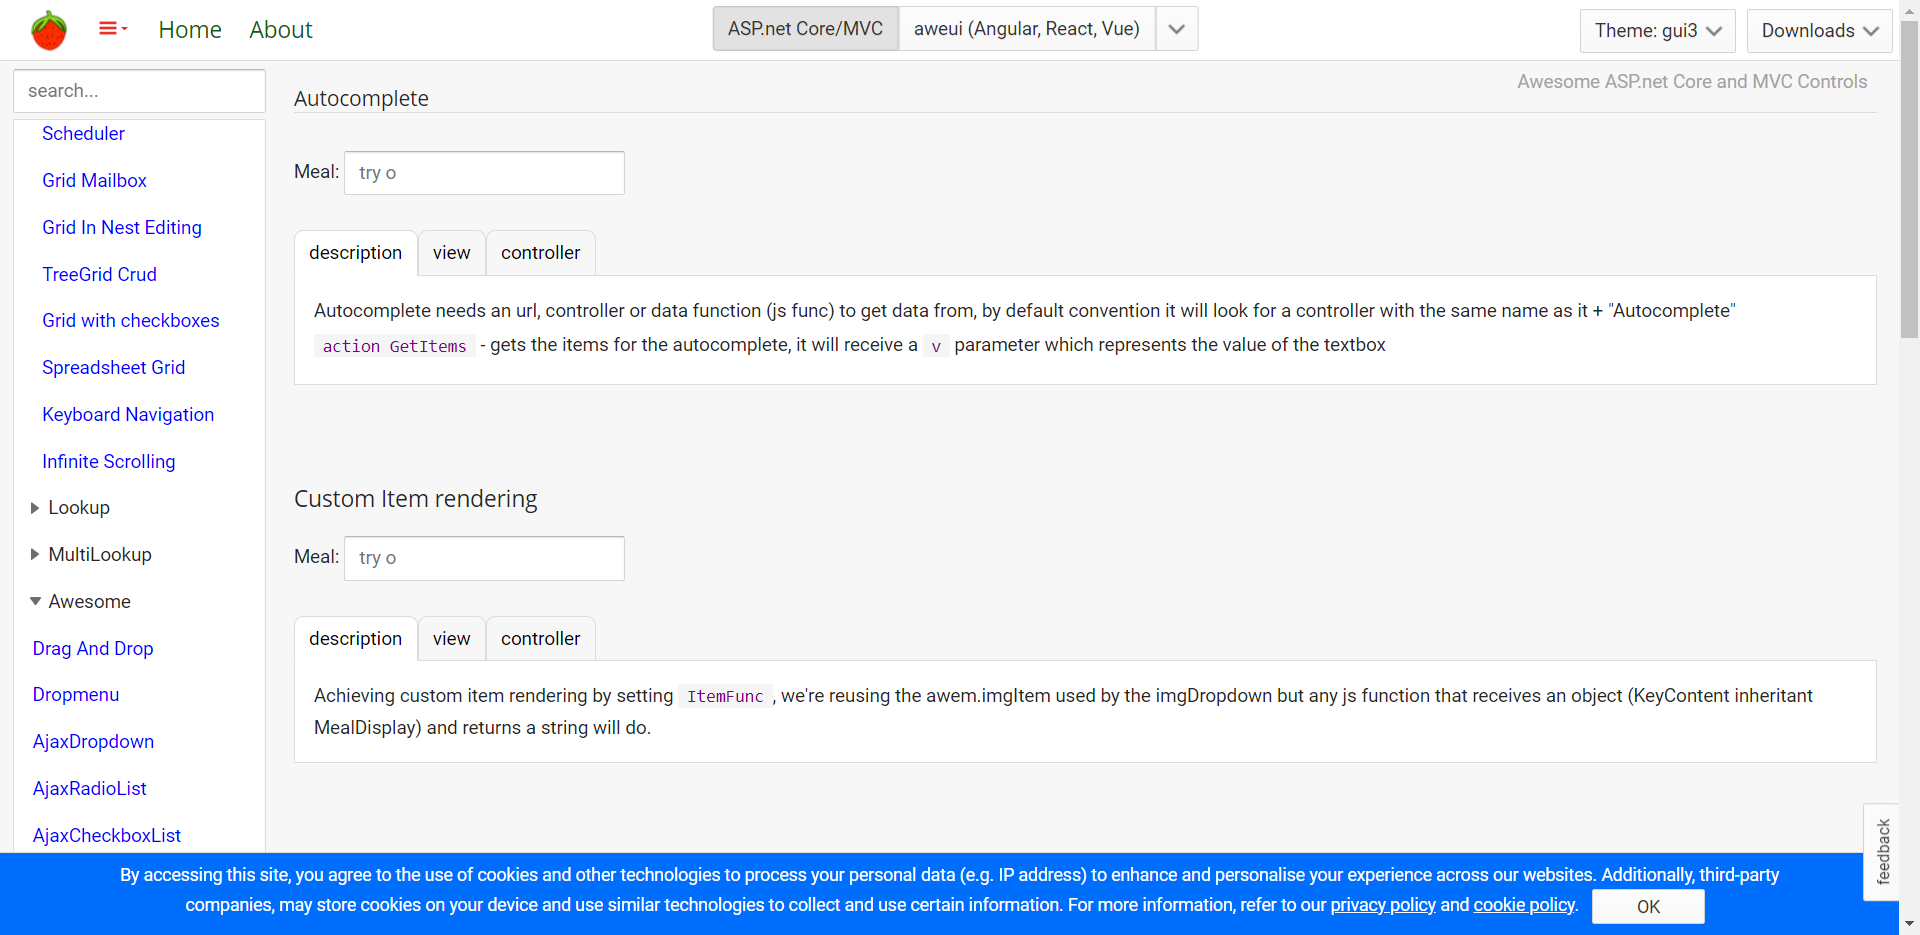 Home
About
ASP.net Core/MVC
aweui (Angular, React, Vue)
Theme: gui3
Downloads
search...
Scheduler
Grid Mailbox
Grid In Nest Editing
TreeGrid Crud
Grid with checkboxes
Spreadsheet Grid
Keyboard Navigation
Infinite Scrolling
Lookup
MultiLookup
Awesome
Drag And Drop
Dropmenu
AjaxDropdown
AjaxRadioList
AjaxCheckboxList
Awesome ASP.net Core and MVC Controls
Autocomplete
Meal: try o
description view controller
Autocomplete needs an url, controller or data function (js func) to get data from, by default convention it will look for a controller with the same name as it + "Autocomplete"
action GetItems - gets the items for the autocomplete, it will receive a v parameter which represents the value of the textbox
Custom Item rendering
Meal: try o
description view controller
Achieving custom item rendering by setting ItemFunc, we're reusing the awem.imgItem used by the imgDropdown but any js function that receives an object (KeyContent inheritant
MealDisplay) and returns a string will do.
feedback
By accessing this site, you agree to the use of cookies and other technologies to process your personal data (e.g. IP address) to enhance and personalise your experience across our websites. Additionally, third-party
companies, may store cookies on your device and use similar technologies to collect and use certain information. For more information, refer to our privacy policy and cookie policy. OK